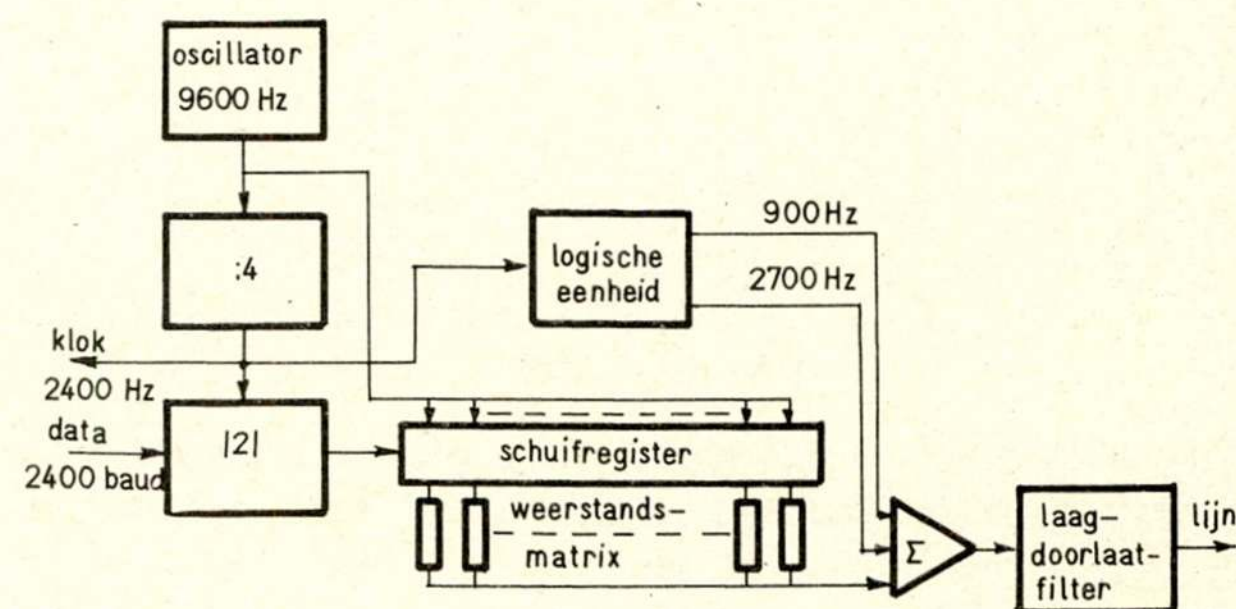 oscillator
9600 Hz
:4
logische
eenheid
900 Hz
2700 Hz
klok
2400 Hz
data
2400 baud
|2|
schuifregister
weerstands-
matrix
Σ
laag-
doorlaat-
filter
lijn